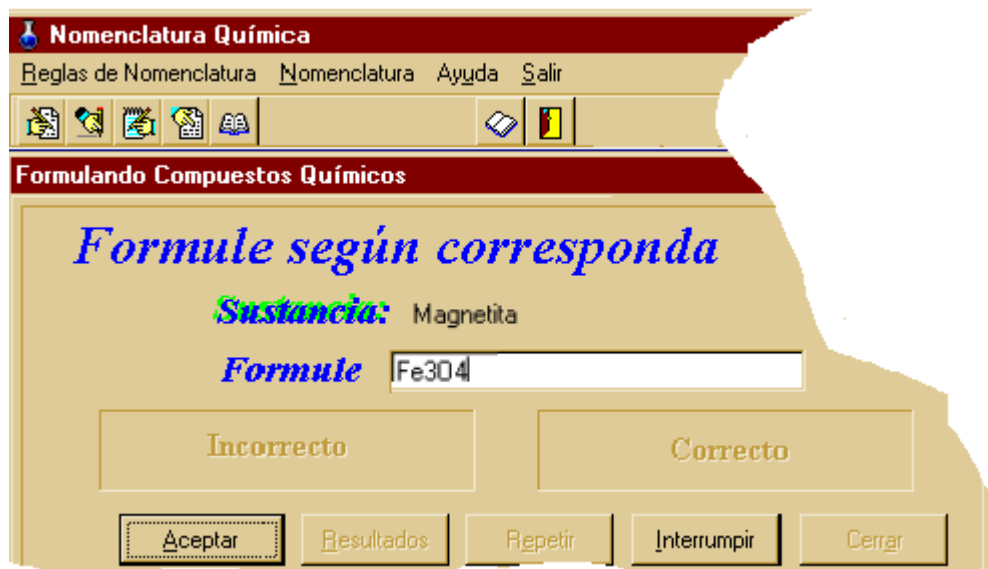 Nomenclatura Química
Reglas de Nomenclatura Nomenclatura Ayuda Salir
Formulando Compuestos Químicos
Formule según corresponda
Sustancia: Magnetita
Formule Fe3O4
Incorrecto Correcto
Aceptar Resultados Repetir Interrumpir Cerrar